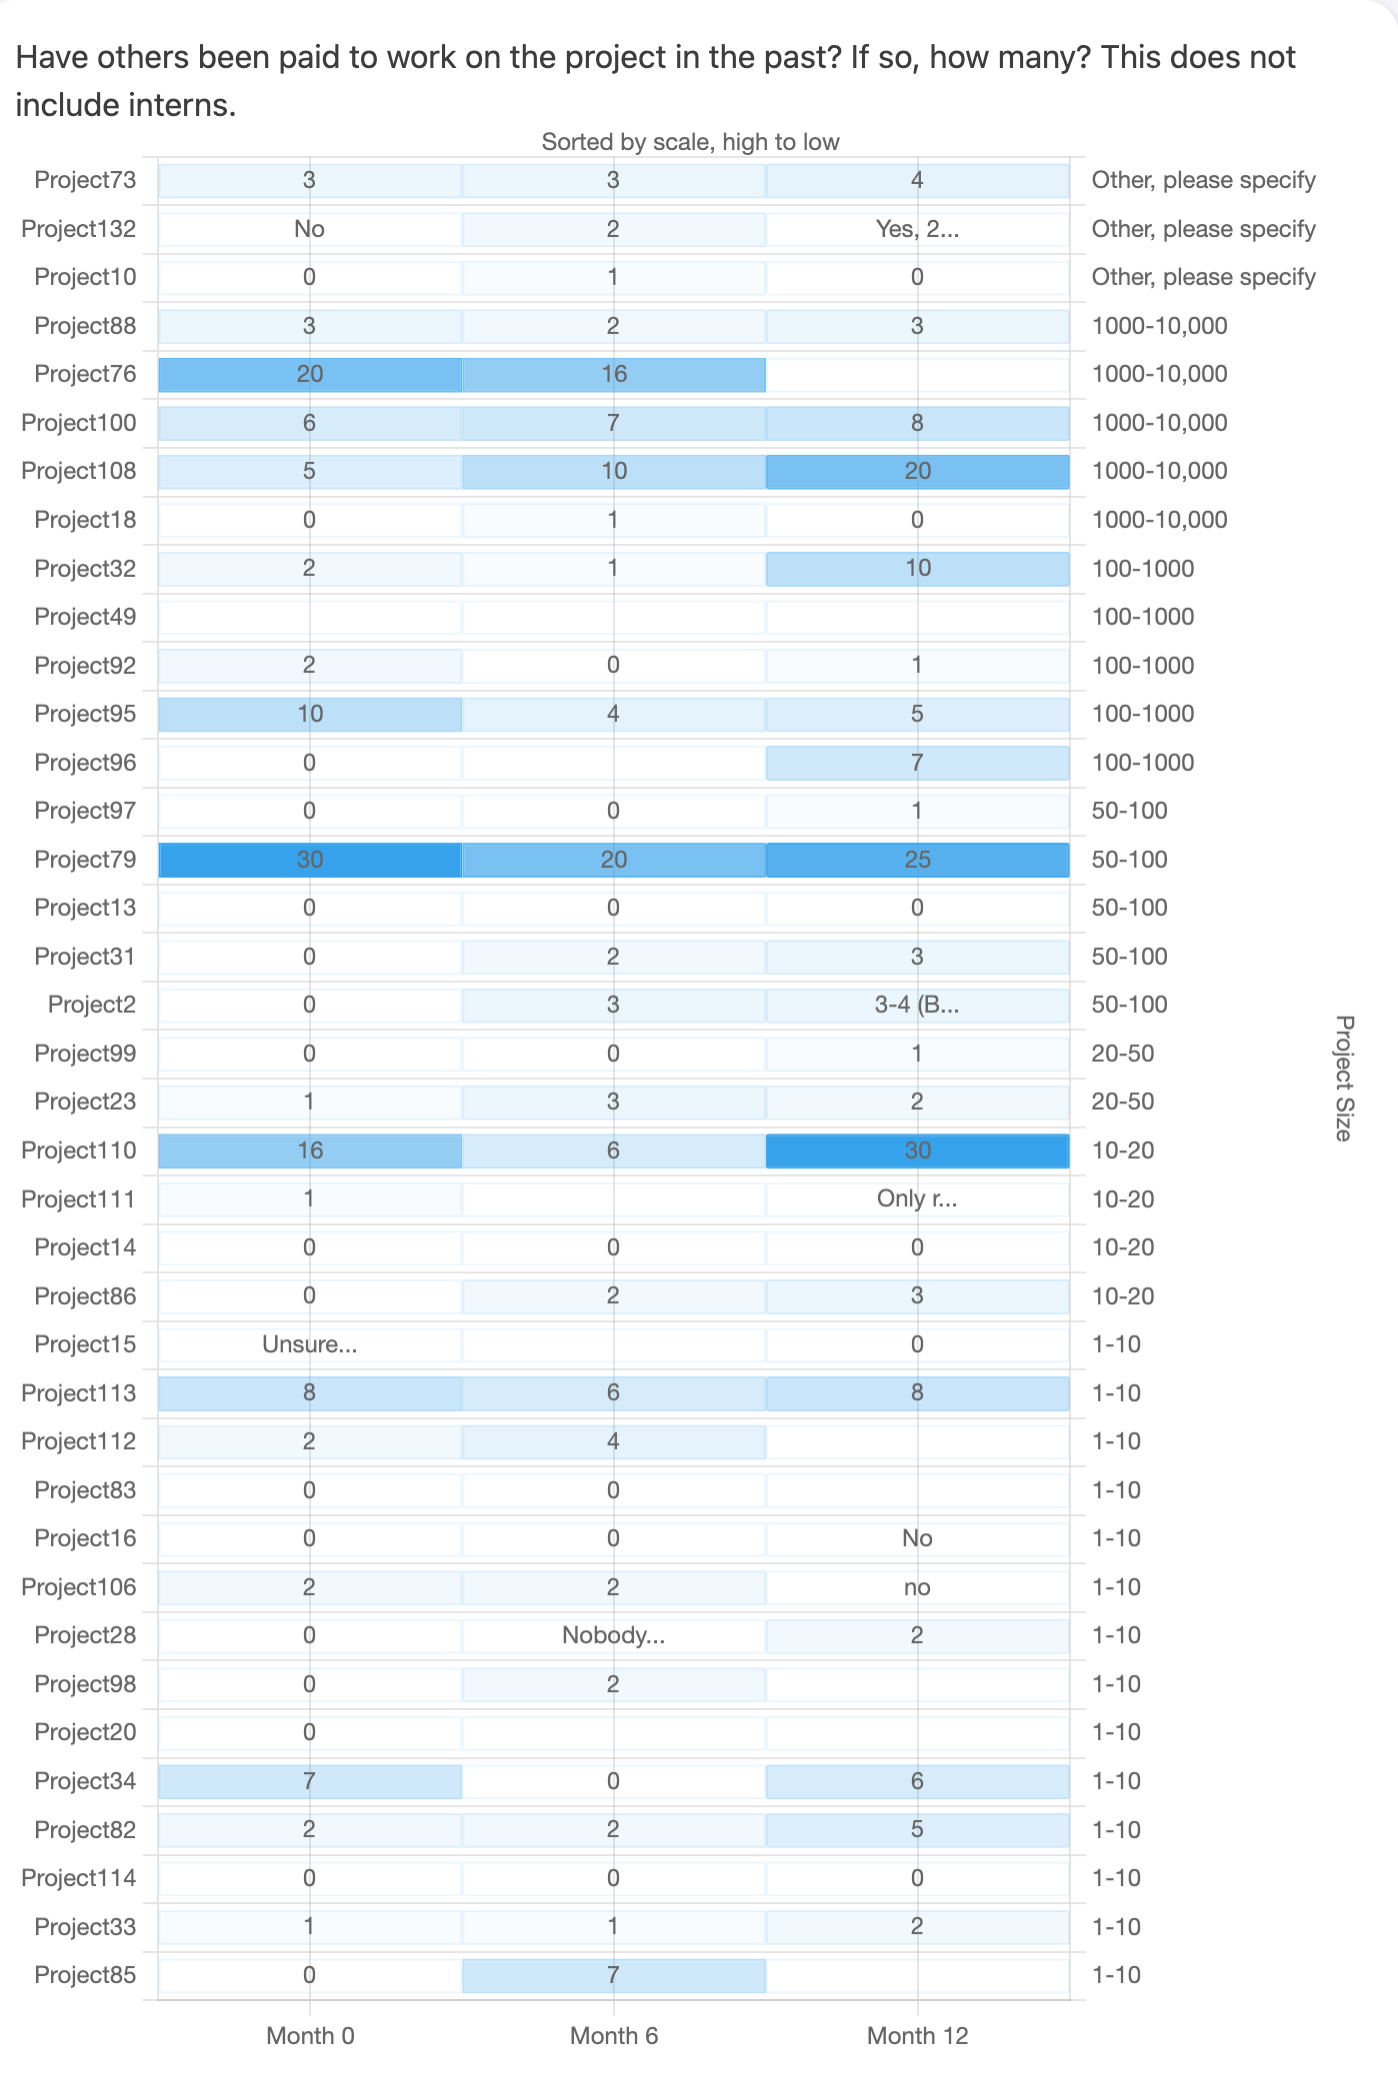 Have others been paid to work on the project in the past? If so, how many? This does not
include interns.
Sorted by scale, high to low
Project73 3 3 4 Other, please specify
Project132 No 2 Yes, 2... Other, please specify
Project10 0 1 0 Other, please specify
Project88 3 2 3 1000-10,000
Project76 20 16 1000-10,000
Project100 6 7 8 1000-10,000
Project108 5 10 20 1000-10,000
Project18 0 1 0 1000-10,000
Project32 2 1 10 100-1000
Project49 100-1000
Project92 2 0 1 100-1000
Project95 10 4 5 100-1000
Project96 0 7 100-1000
Project97 0 0 1 50-100
Project79 30 20 25 50-100
Project13 0 0 0 50-100
Project31 0 2 3 50-100
Project2 0 3 3-4 (B... 50-100
Project99 0 0 1 20-50
Project23 1 3 2 20-50
Project110 16 6 30 10-20
Project111 1 Only r... 10-20
Project14 0 0 0 10-20
Project86 0 2 3 10-20
Project15 Unsure... 0 1-10
Project113 8 6 8 1-10
Project112 2 4 1-10
Project83 0 0 1-10
Project16 0 0 No 1-10
Project106 2 2 no 1-10
Project28 0 Nobody... 2 1-10
Project98 0 2 1-10
Project20 0 1-10
Project34 7 0 6 1-10
Project82 2 2 5 1-10
Project114 0 0 0 1-10
Project33 1 1 2 1-10
Project85 0 7 1-10
Month 0 Month 6 Month 12
Project Size